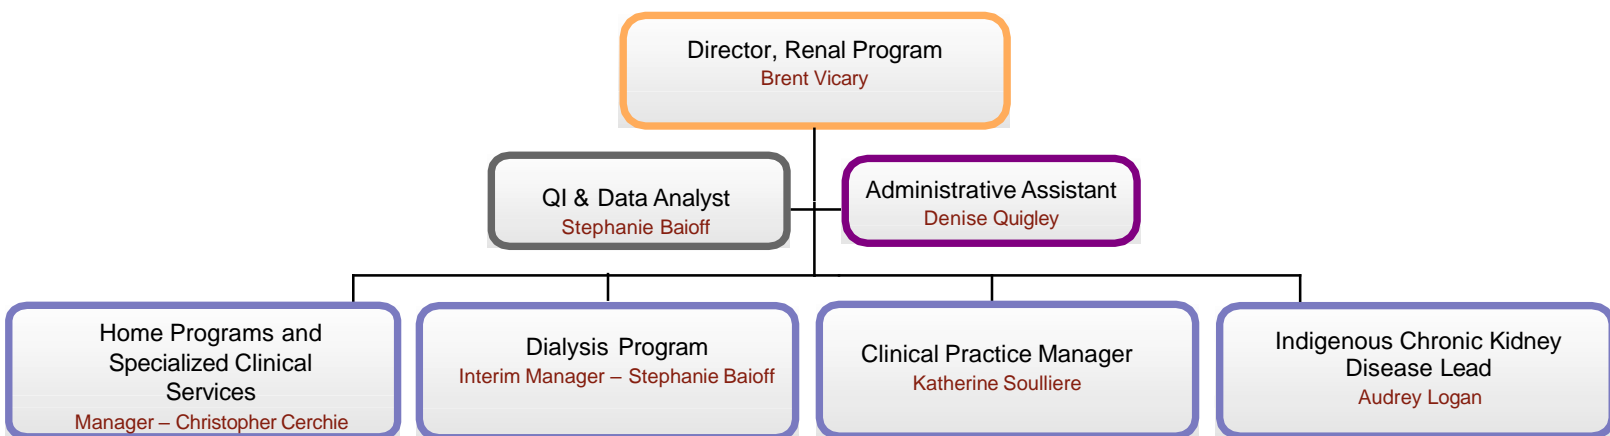 Director, Renal Program
Brent Vicary
QI & Data Analyst
Stephanie Baioff
Administrative Assistant
Denise Quigley
Home Programs and
Specialized Clinical
Services
Manager – Christopher Cerchie
Dialysis Program
Interim Manager – Stephanie Baioff
Clinical Practice Manager
Katherine Soulliere
Indigenous Chronic Kidney
Disease Lead
Audrey Logan